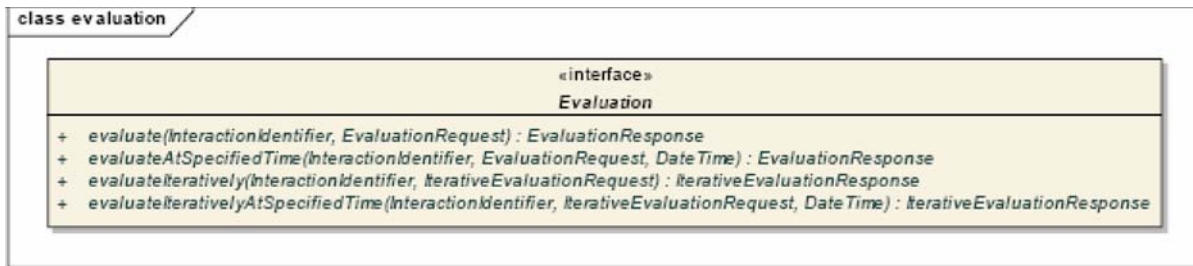 class evaluation
«interface»
Evaluation
+ evaluate(InteractionIdentifier, EvaluationRequest) : EvaluationResponse
+ evaluateAtSpecifiedTime(InteractionIdentifier, EvaluationRequest, DateTime) : EvaluationResponse
+ evaluateIteratively(InteractionIdentifier, IterativeEvaluationRequest) : IterativeEvaluationResponse
+ evaluateIterativelyAtSpecifiedTime(InteractionIdentifier, IterativeEvaluationRequest, DateTime) : IterativeEvaluationResponse